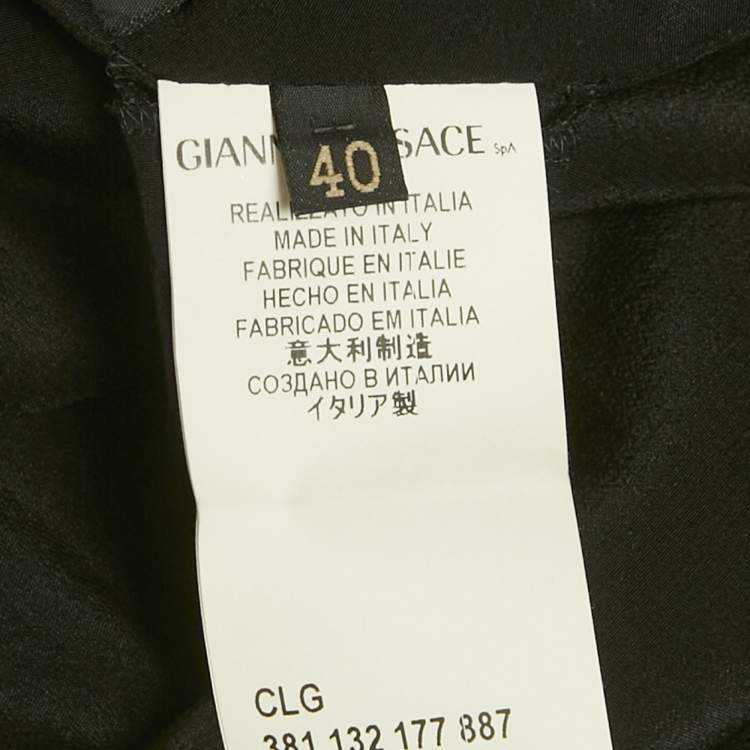 GIANN SACE SpA
40
REALIZZATO IN ITALIA
MADE IN ITALY
FABRIQUE EN ITALIE
HECHO EN ITALIA
FABRICADO EM ITALIA
意大利制造
СОЗДАНО В ИТАЛИИ
イタリア製
CLG
381 132 177 887